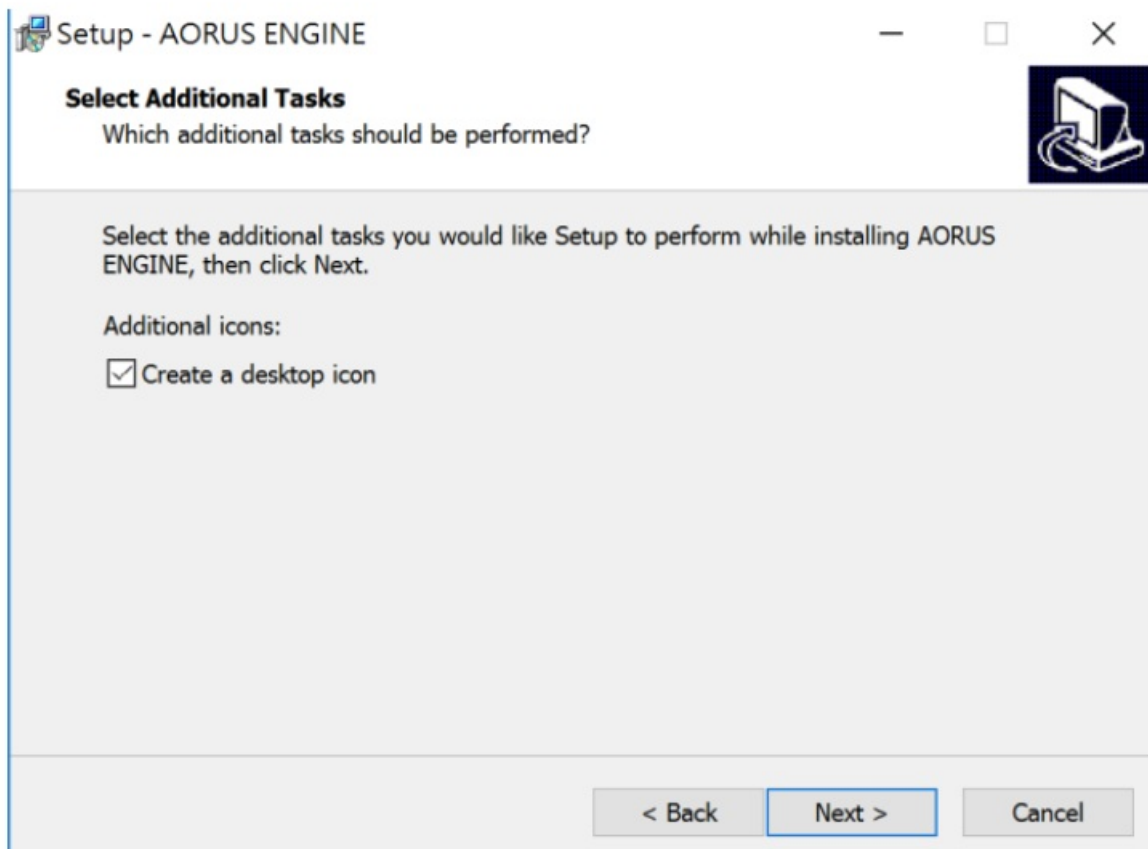 Setup - AORUS ENGINE
Select Additional Tasks
Which additional tasks should be performed?
Select the additional tasks you would like Setup to perform while installing AORUS
ENGINE, then click Next.
Additional icons:
Create a desktop icon
< Back
Next >
Cancel